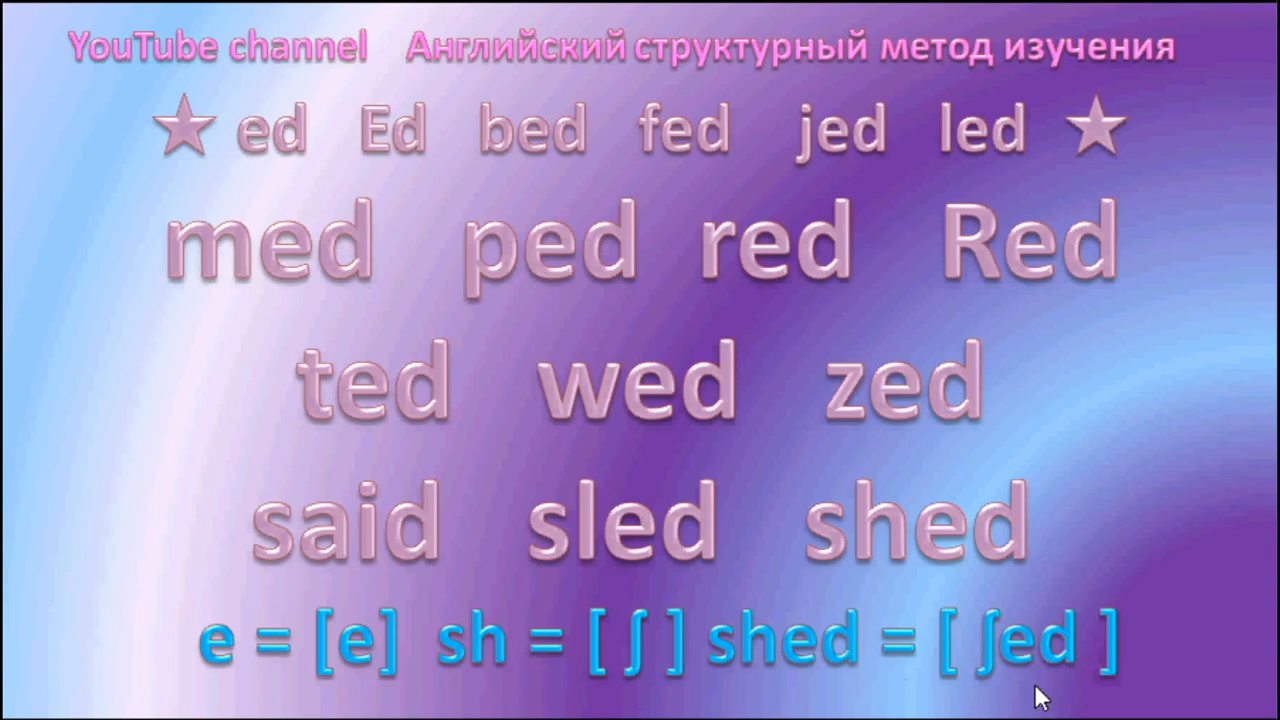 YouTube channel Английский структурный метод изучения
★ ed Ed bed fed jed led ★
med ped red Red
ted wed zed
said sled shed
e = [e] sh = [ ʃ ] shed = [ ʃed ]